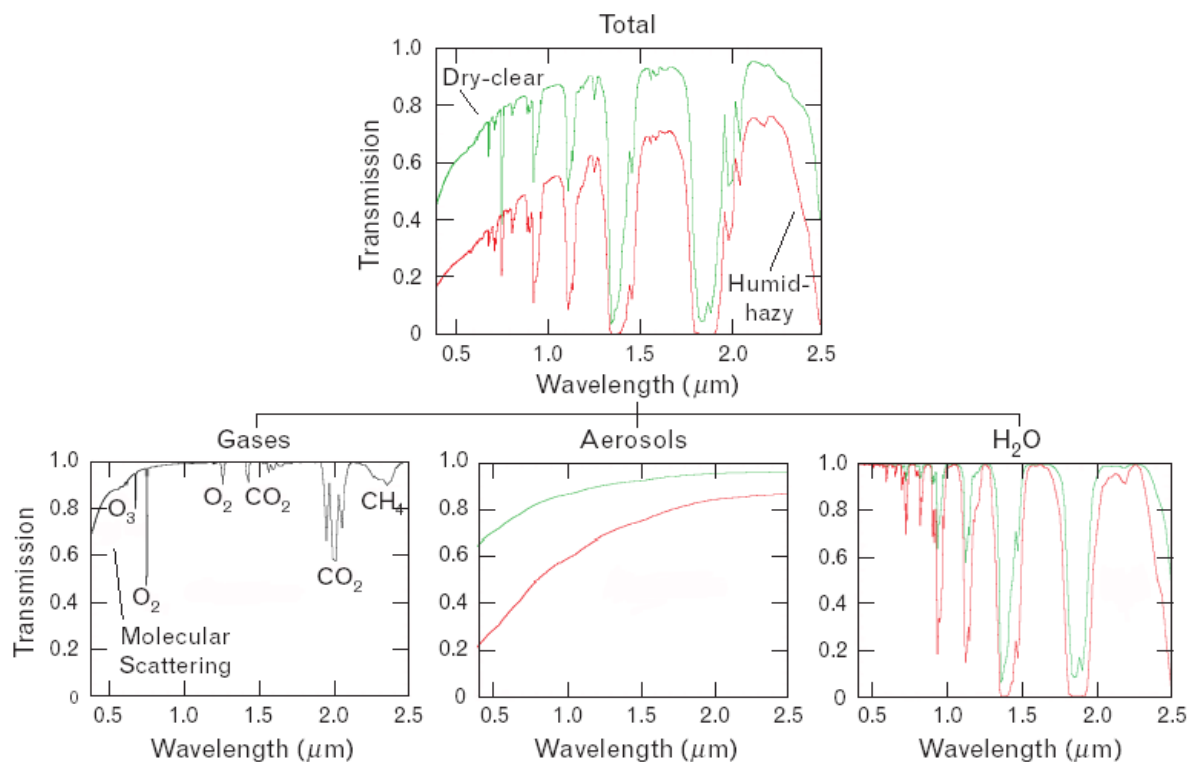 Total
Transmission
1.0
0.8
0.6
0.4
0.2
0
Dry-clear
Humid-
hazy
0.5 1.0 1.5 2.0 2.5
Wavelength (μm)
Gases
Transmission
1.0
0.8
0.6
0.4
0.2
0
O₃
O₂
O₂
CO₂
CO₂
CH₄
Molecular
Scattering
0.5 1.0 1.5 2.0 2.5
Wavelength (μm)
Aerosols
1.0
0.8
0.6
0.4
0.2
0
0.5 1.0 1.5 2.0 2.5
Wavelength (μm)
H₂O
1.0
0.8
0.6
0.4
0.2
0
0.5 1.0 1.5 2.0 2.5
Wavelength (μm)